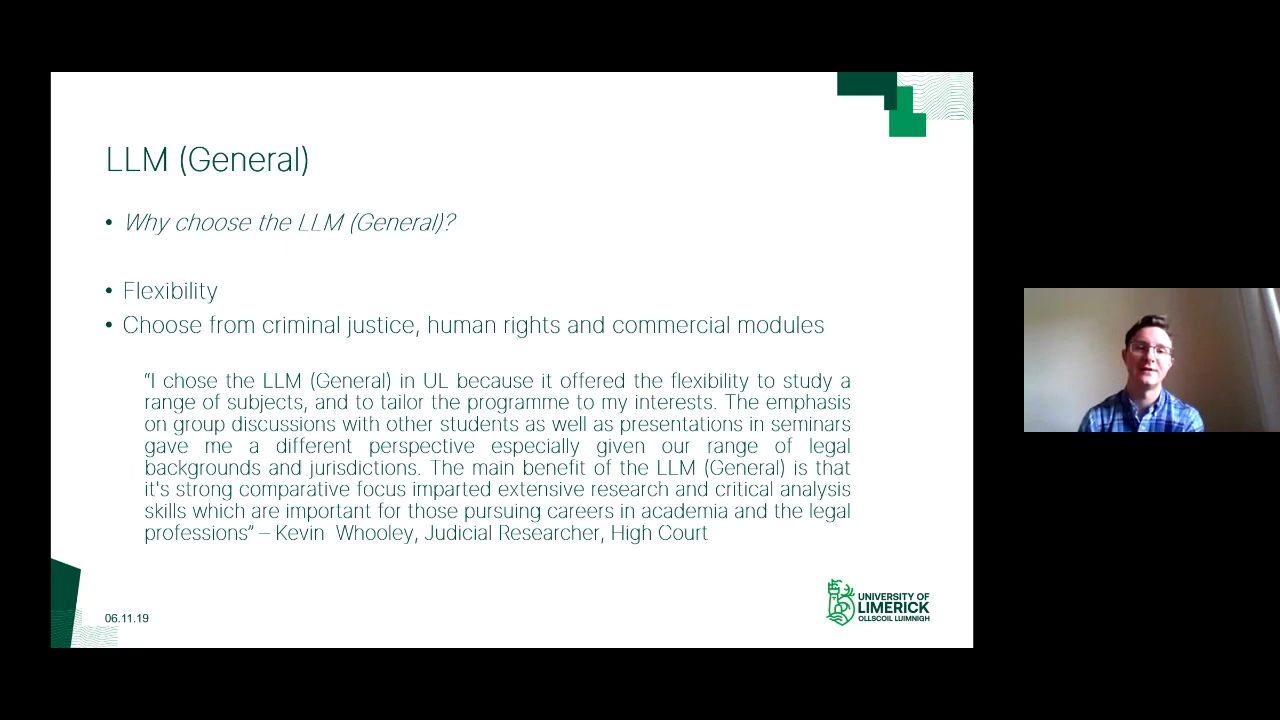 LLM (General)
• Why choose the LLM (General)?
• Flexibility
• Choose from criminal justice, human rights and commercial modules
“I chose the LLM (General) in UL because it offered the flexibility to study a
range of subjects, and to tailor the programme to my interests. The emphasis
on group discussions with other students as well as presentations in seminars
gave me a different perspective especially given our range of legal
backgrounds and jurisdictions. The main benefit of the LLM (General) is that
it's strong comparative focus imparted extensive research and critical analysis
skills which are important for those pursuing careers in academia and the legal
professions” – Kevin Whooley, Judicial Researcher, High Court
06.11.19
UNIVERSITY OF
LIMERICK
OLLSCOIL LUIMNIGH